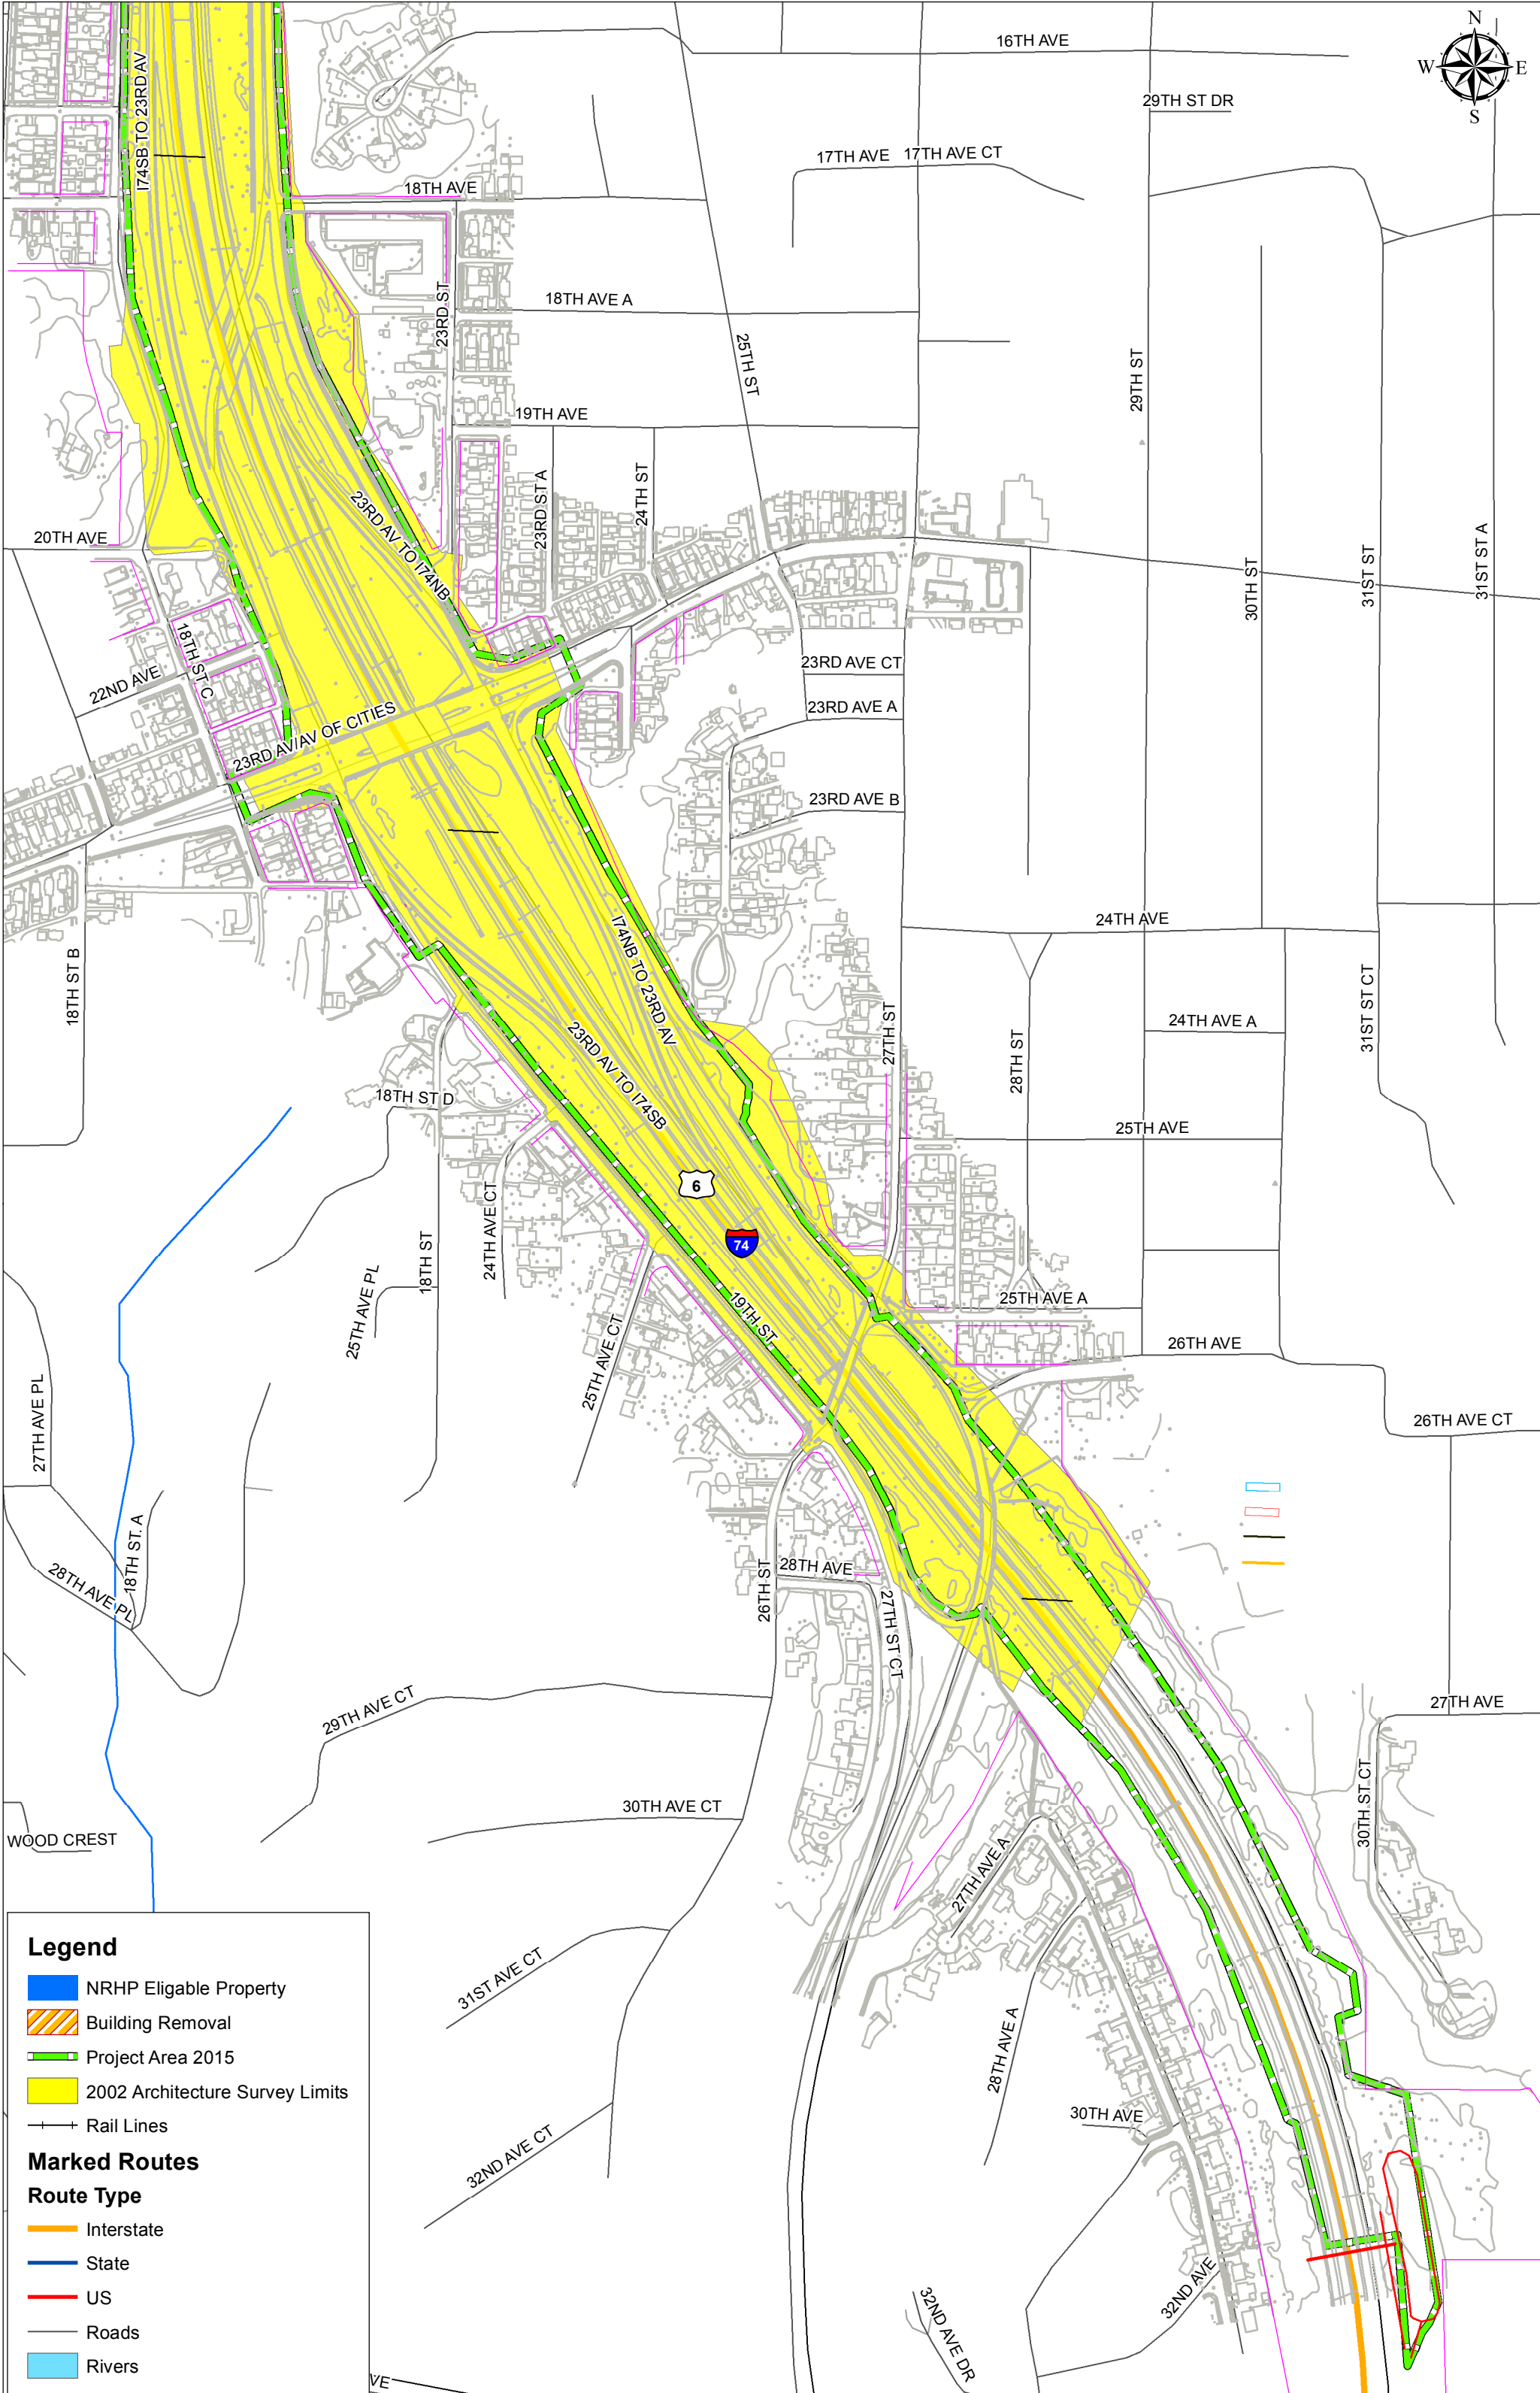 N
W
E
S
16TH AVE
29TH ST DR
I74SB TO 23RD AV
17TH AVE
17TH AVE CT
18TH AVE
23RD ST
18TH AVE A
25TH ST
29TH ST
19TH AVE
23RD ST A
24TH ST
23RD AV TO I74NB
20TH AVE
30TH ST
31ST ST
31ST ST A
18TH ST C
22ND AVE
23RD AVE CT
23RD AVE A
23RD AV/AV OF CITIES
23RD AVE B
24TH AVE
I74NB TO 23RD AV
18TH ST B
27TH ST
28TH ST
24TH AVE A
31ST ST CT
23RD AV TO I74SB
18TH ST D
25TH AVE
6
74
24TH AVE CT
18TH ST
25TH AVE PL
19TH ST
25TH AVE A
25TH AVE CT
26TH AVE
27TH AVE PL
26TH AVE CT
18TH ST. A
28TH AVE PL
26TH ST
28TH AVE
27TH ST CT
29TH AVE CT
27TH AVE
30TH AVE CT
30TH ST CT
WOOD CREST
27TH AVE A
31ST AVE CT
28TH AVE A
30TH AVE
32ND AVE CT
32ND AVE
32ND AVE DR
VE
Legend
NRHP Eligable Property
Building Removal
Project Area 2015
2002 Architecture Survey Limits
Rail Lines
Marked Routes
Route Type
Interstate
State
US
Roads
Rivers